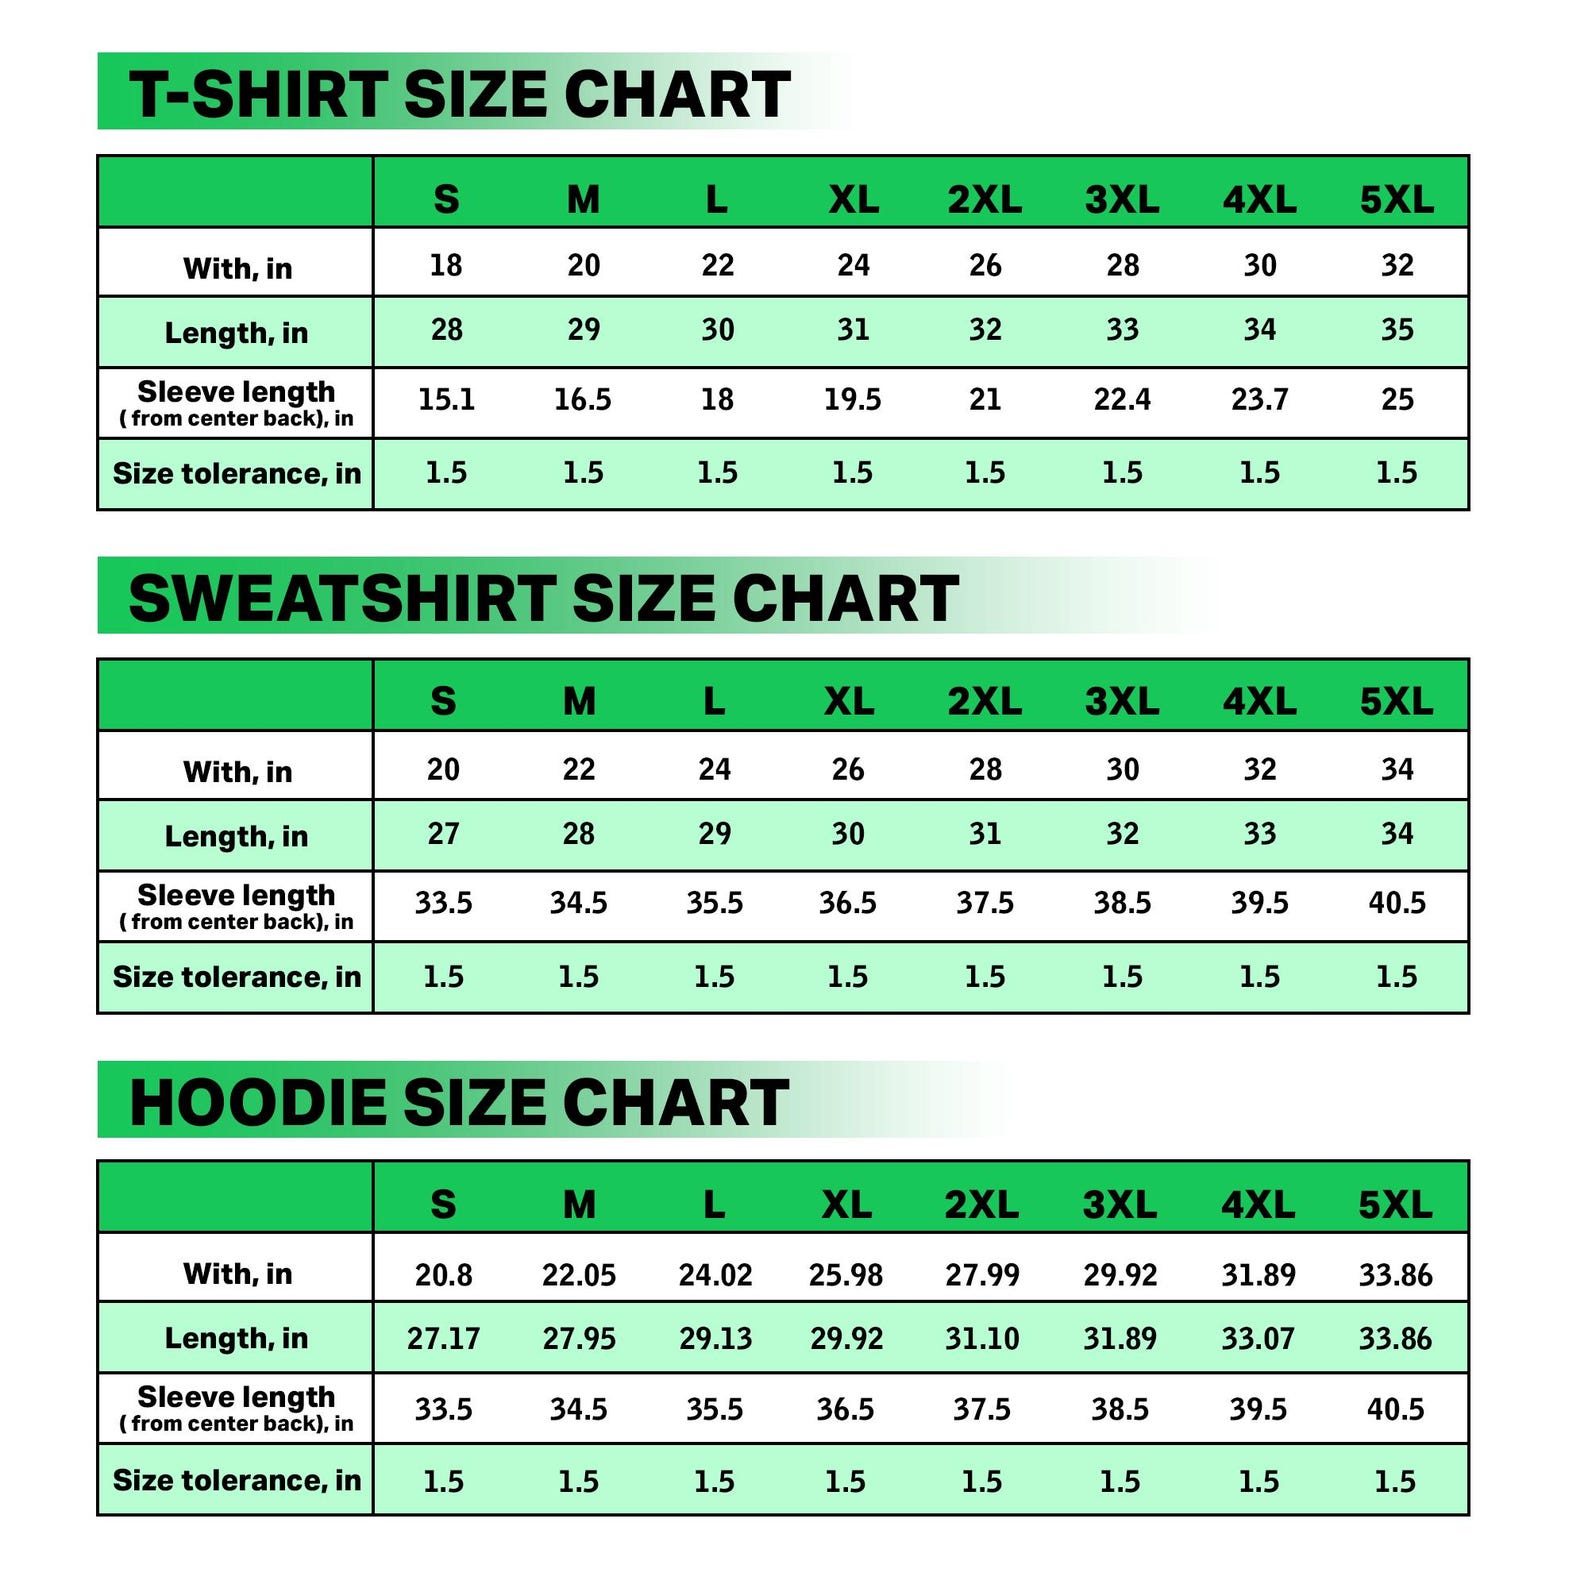 T-SHIRT SIZE CHART
S M L XL 2XL 3XL 4XL 5XL
With, in 18 20 22 24 26 28 30 32
Length, in 28 29 30 31 32 33 34 35
Sleeve length
( from center back), in 15.1 16.5 18 19.5 21 22.4 23.7 25
Size tolerance, in 1.5 1.5 1.5 1.5 1.5 1.5 1.5 1.5
SWEATSHIRT SIZE CHART
S M L XL 2XL 3XL 4XL 5XL
With, in 20 22 24 26 28 30 32 34
Length, in 27 28 29 30 31 32 33 34
Sleeve length
( from center back), in 33.5 34.5 35.5 36.5 37.5 38.5 39.5 40.5
Size tolerance, in 1.5 1.5 1.5 1.5 1.5 1.5 1.5 1.5
HOODIE SIZE CHART
S M L XL 2XL 3XL 4XL 5XL
With, in 20.8 22.05 24.02 25.98 27.99 29.92 31.89 33.86
Length, in 27.17 27.95 29.13 29.92 31.10 31.89 33.07 33.86
Sleeve length
( from center back), in 33.5 34.5 35.5 36.5 37.5 38.5 39.5 40.5
Size tolerance, in 1.5 1.5 1.5 1.5 1.5 1.5 1.5 1.5